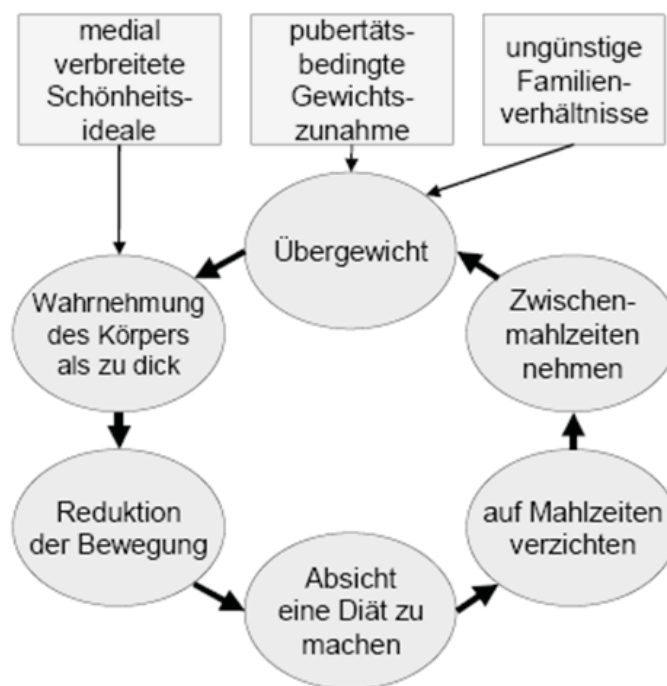 medial
verbreitete
Schönheits-
ideale
pubertäts-
bedingte
Gewichts-
zunahme
ungünstige
Familien-
verhältnisse
Übergewicht
Wahrnehmung
des Körpers
als zu dick
Zwischen-
mahlzeiten
nehmen
Reduktion
der Bewegung
auf Mahlzeiten
verzichten
Absicht
eine Diät zu
machen